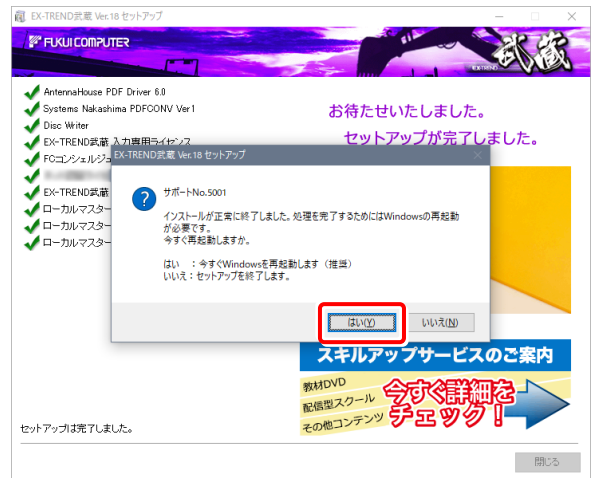 EX-TREND武蔵 Ver.18 セットアップ
FUKUI COMPUTER
EX-TREND 武蔵
AntennaHouse PDF Driver 6.0
Systems Nakashima PDFCONV Ver1
Disc Writer
EX-TREND武蔵 入力専用ライセンス
FCコンシェルジュ
EX-TREND武蔵
ローカルマスター
ローカルマスター
ローカルマスター
お待たせいたしました。
セットアップが完了しました。
EX-TREND武蔵 Ver.18 セットアップ
サポートNo.5001
インストールが正常に終了しました。処理を完了するためにはWindowsの再起動
が必要です。
今すぐ再起動しますか。
はい ：今すぐWindowsを再起動します（推奨）
いいえ：セットアップを終了します。
はい(Y)
いいえ(N)
スキルアップサービスのご案内
教材DVD
配信型スクール
その他コンテンツ
今すぐ詳細を
チェック！
セットアップは完了しました。
閉じる